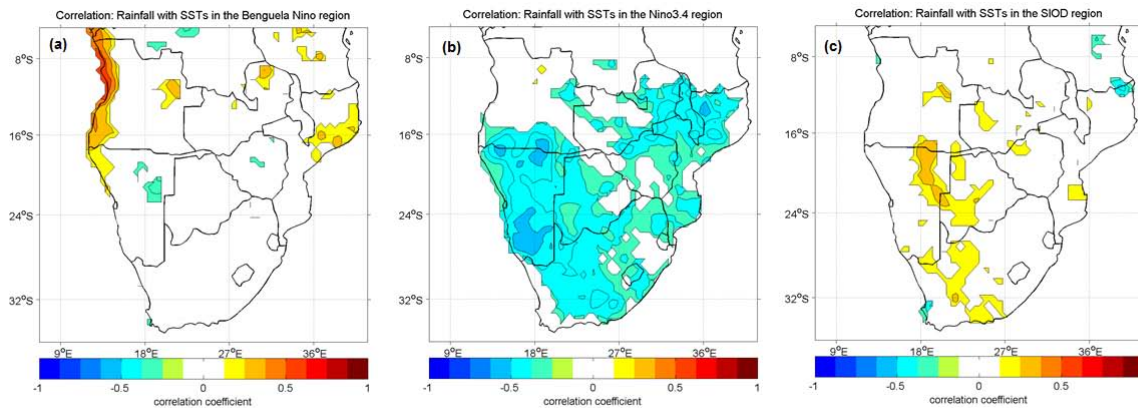 Correlation: Rainfall with SSTs in the Benguela Nino region
(a)
8°S
16°S
24°S
32°S
9°E 18°E 27°E 36°E
-1 -0.5 0 0.5 1
correlation coefficient
Correlation: Rainfall with SSTs in the Nino3.4 region
(b)
8°S
16°S
24°S
32°S
9°E 18°E 27°E 36°E
-1 -0.5 0 0.5 1
correlation coefficient
Correlation: Rainfall with SSTs in the SIOD region
(c)
8°S
16°S
24°S
32°S
9°E 18°E 27°E 36°E
-1 -0.5 0 0.5
correlation coefficient